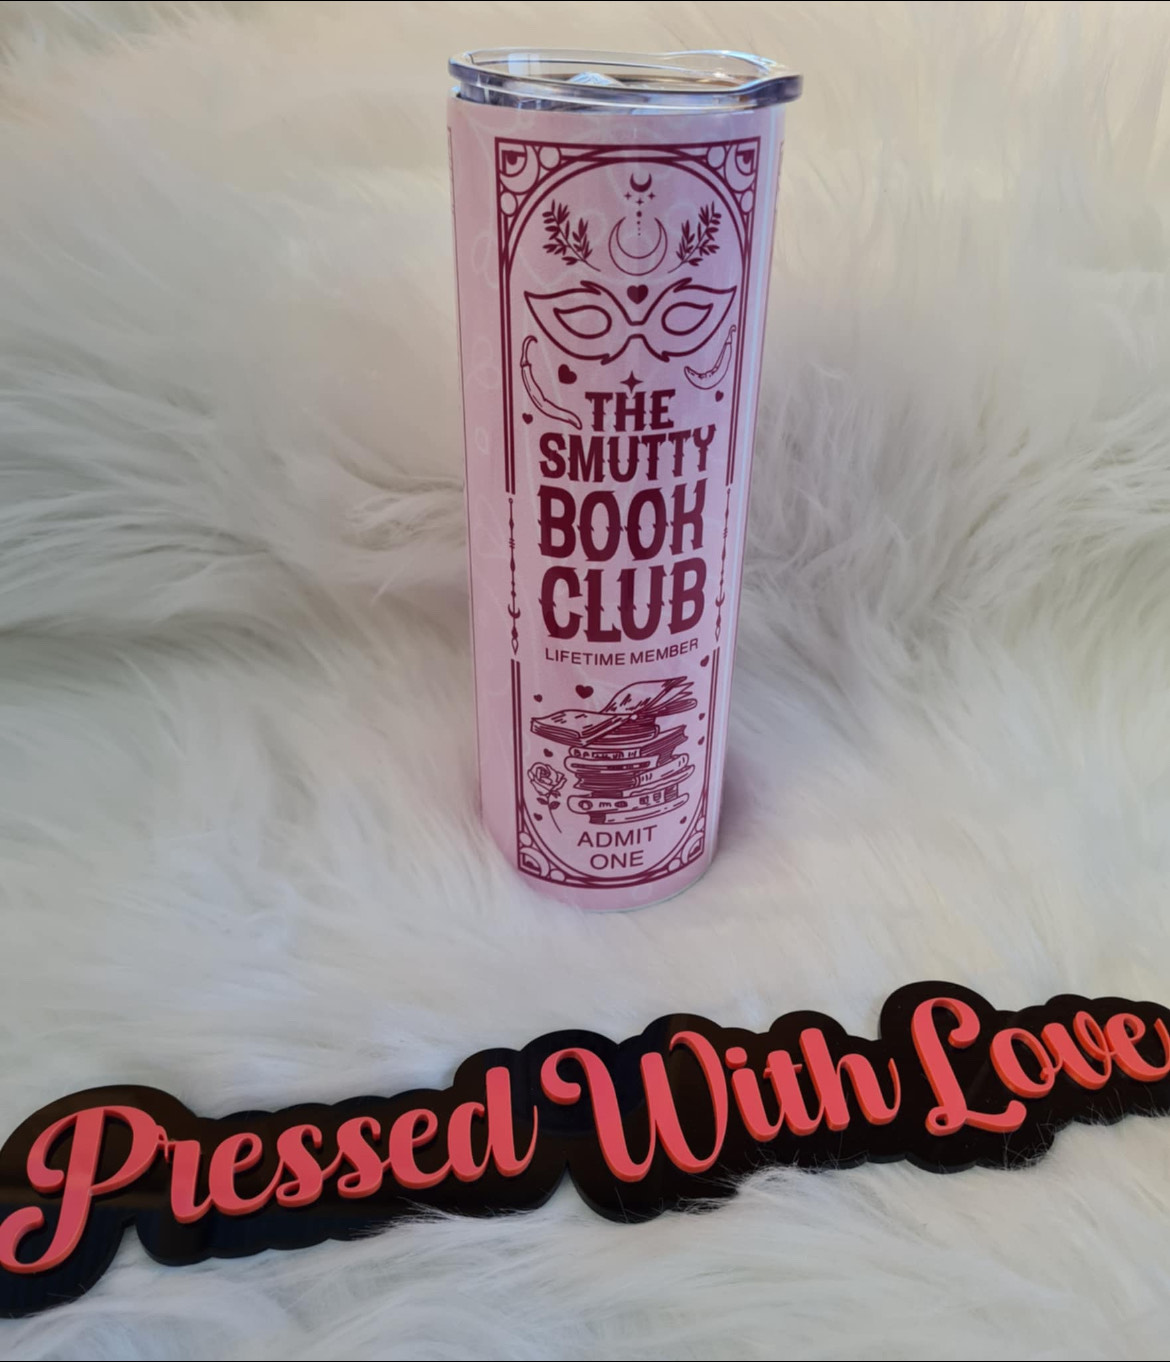 THE
SMUTTY
BOOK
CLUB
LIFETIME MEMBER
ADMIT
ONE
Pressed With Love